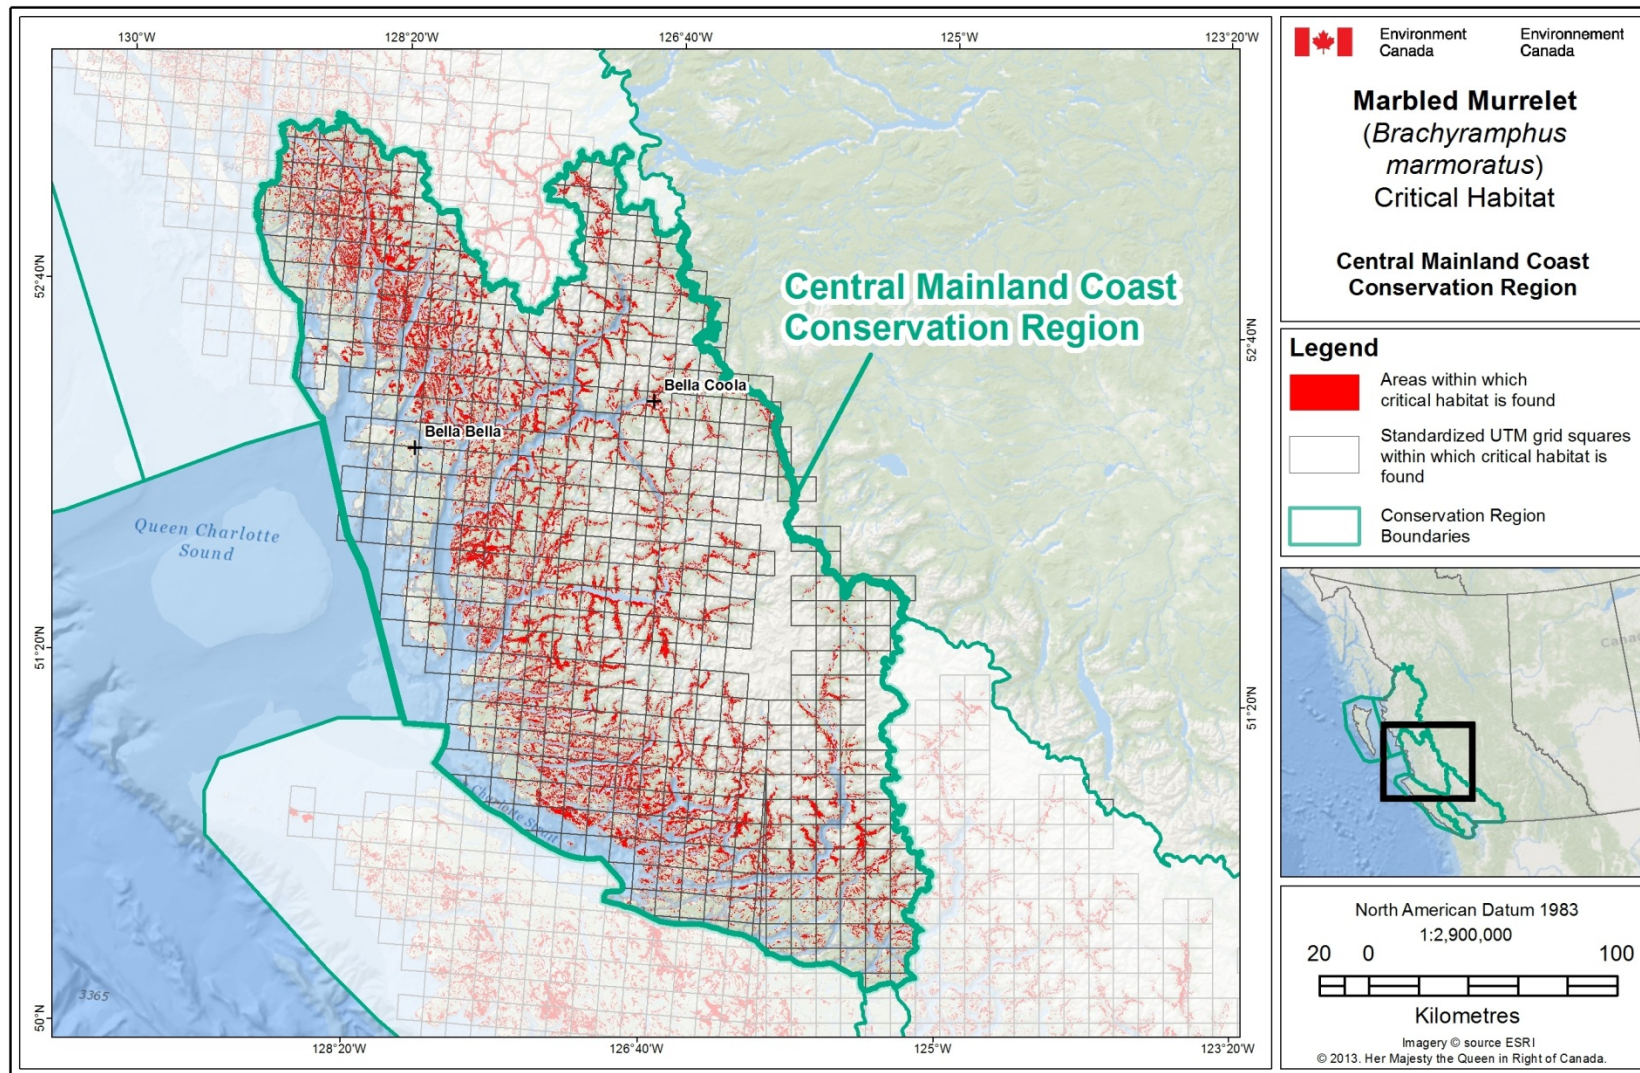 130°W
128°20'W
126°40'W
125°W
123°20'W
52°40'N
51°20'N
50°N
52°40'N
51°20'N
128°20'W
126°40'W
125°W
123°20'W
Central Mainland Coast
Conservation Region
Bella Coola
Bella Bella
Queen Charlotte
Sound
Charlotte Strait
3365
Environment
Canada
Environnement
Canada
Marbled Murrelet
(Brachyramphus
marmoratus)
Critical Habitat
Central Mainland Coast
Conservation Region
Legend
Areas within which
critical habitat is found
Standardized UTM grid squares
within which critical habitat is
found
Conservation Region
Boundaries
North American Datum 1983
1:2,900,000
20 0 100
Kilometres
Imagery © source ESRI
© 2013. Her Majesty the Queen in Right of Canada.